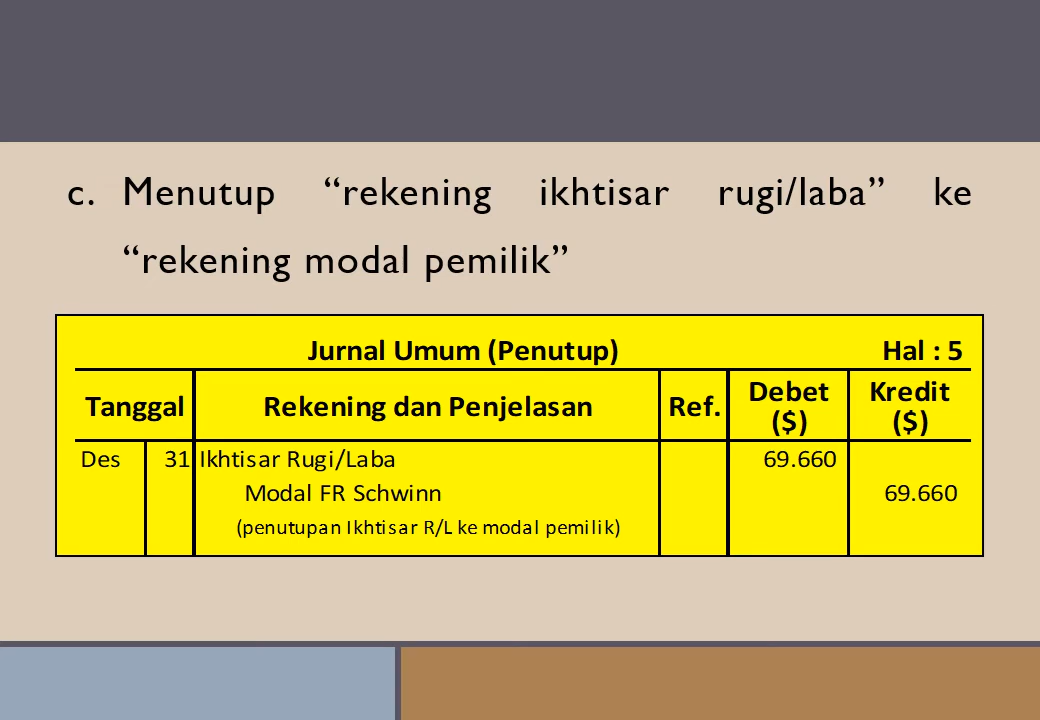 c. Menutup “rekening ikhtisar rugi/laba” ke
“rekening modal pemilik”
Jurnal Umum (Penutup) Hal : 5
Tanggal Rekening dan Penjelasan Ref. Debet ($) Kredit ($)
Des 31 Ikhtisar Rugi/Laba 69.660
Modal FR Schwinn 69.660
(penutupan Ikhtisar R/L ke modal pemilik)